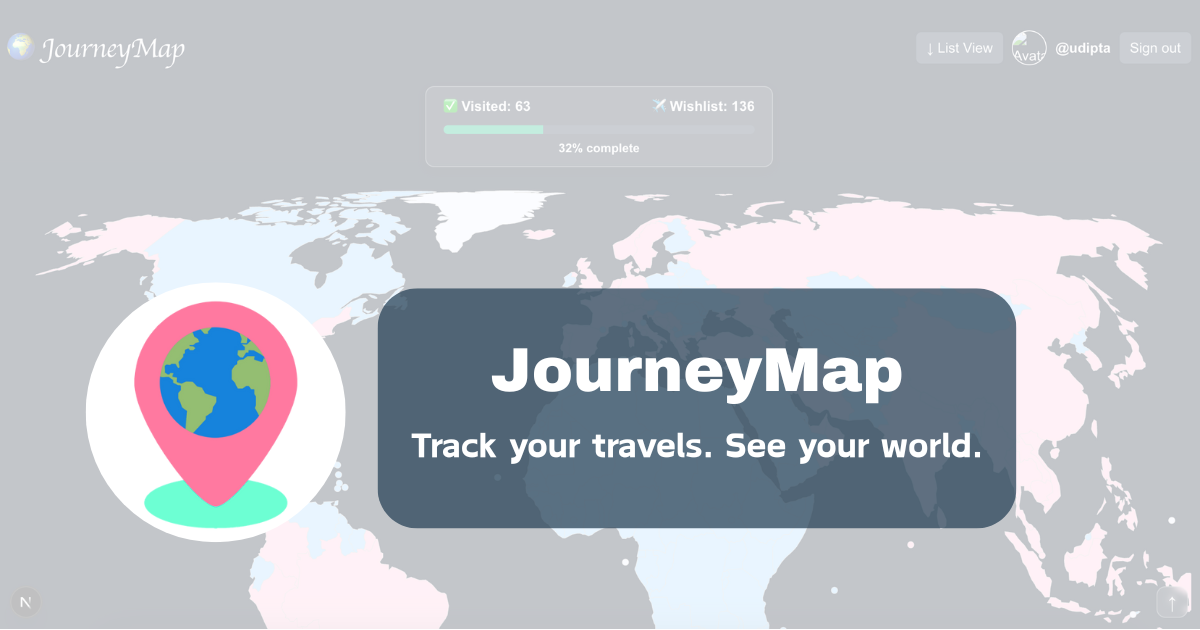 🌍 JourneyMap
↓ List View
Avata
@udipta
Sign out
✅ Visited: 63
✈️ Wishlist: 136
32% complete
JourneyMap
Track your travels. See your world.
N
↑